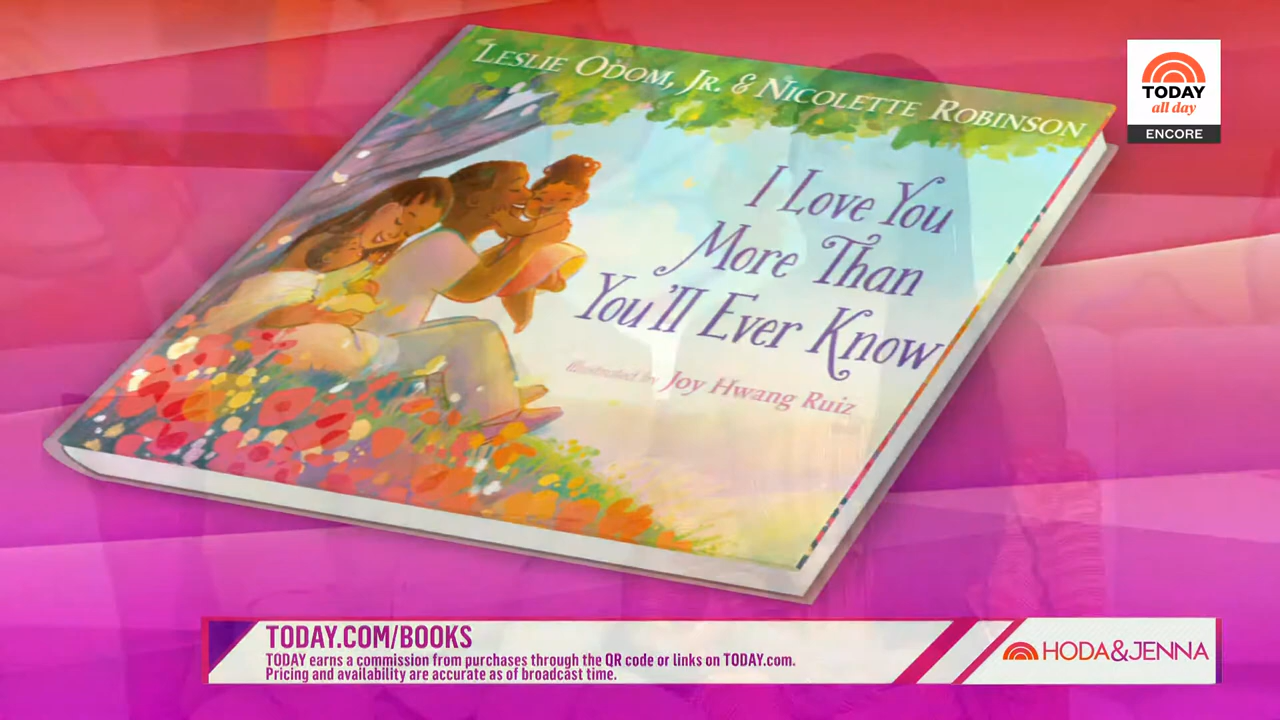 LESLIE ODOM, JR. & NICOLETTE ROBINSON
I LOVE YOU
MORE THAN
YOU'LL EVER KNOW
Illustrated by JOY HWANG RUIZ
TODAY
all day
ENCORE
TODAY.COM/BOOKS
TODAY earns a commission from purchases through the QR code or links on TODAY.com.
Pricing and availability are accurate as of broadcast time.
HODA&JENNA